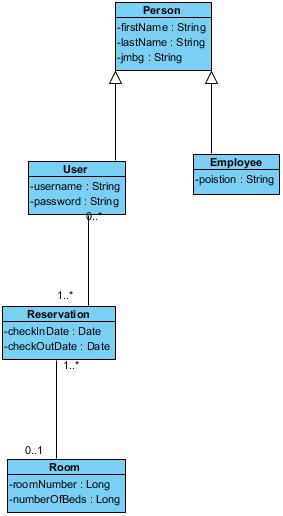 Person
-firstName : String
-lastName : String
-jmbg : String
User
-username : String
-password : String
Employee
-poistion : String
0..*
1..*
Reservation
-checkInDate : Date
-checkOutDate : Date
1..*
0..1
Room
-roomNumber : Long
-numberOfBeds : Long